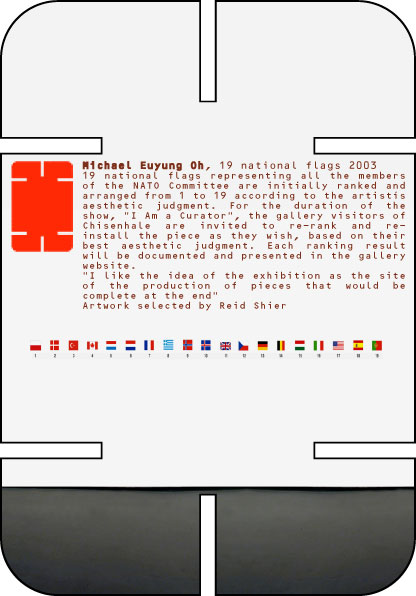 Michael Euyung Oh, 19 national flags 2003
19 national flags representing all the members
of the NATO Committee are initially ranked and
arranged from 1 to 19 according to the artistis
aesthetic judgment. For the duration of the
show, "I Am a Curator", the gallery visitors of
Chisenhale are invited to re-rank and re-
install the piece as they wish, based on their
best aesthetic judgment. Each ranking result
will be documented and presented in the gallery
website.
"I like the idea of the exhibition as the site
of the production of pieces that would be
complete at the end"
Artwork selected by Reid Shier
1 2 3 4 5 6 7 8 9 10 11 12 13 14 15 16 17 18 19